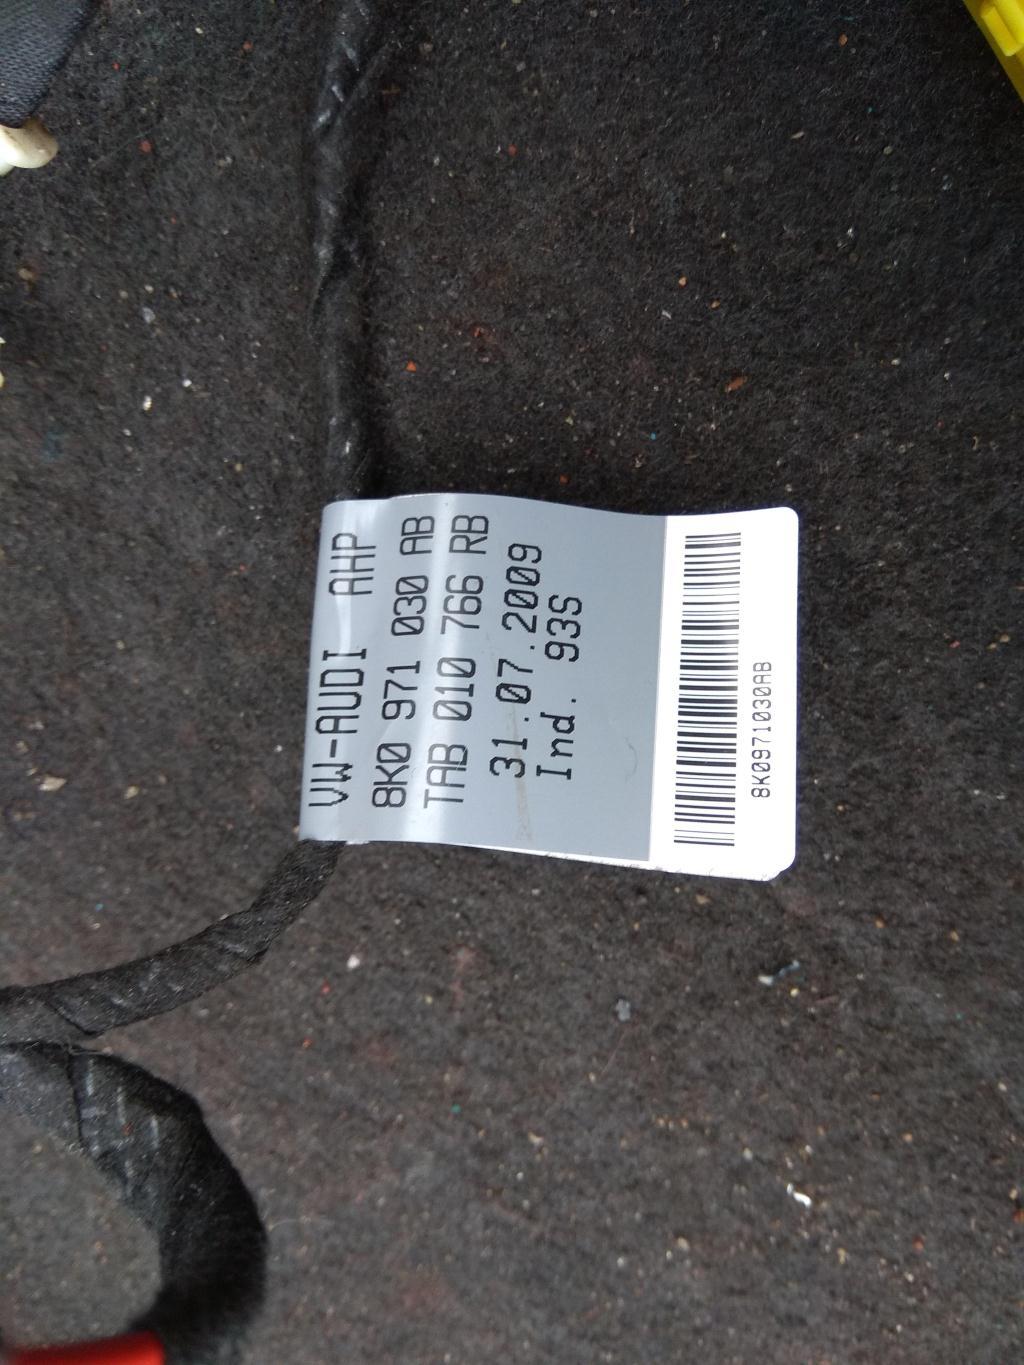 VW-AUDI AHP
8K0 971 030 AB
TAB 010 766 RB
31.07.2009
Ind. 93S
8K0971030AB